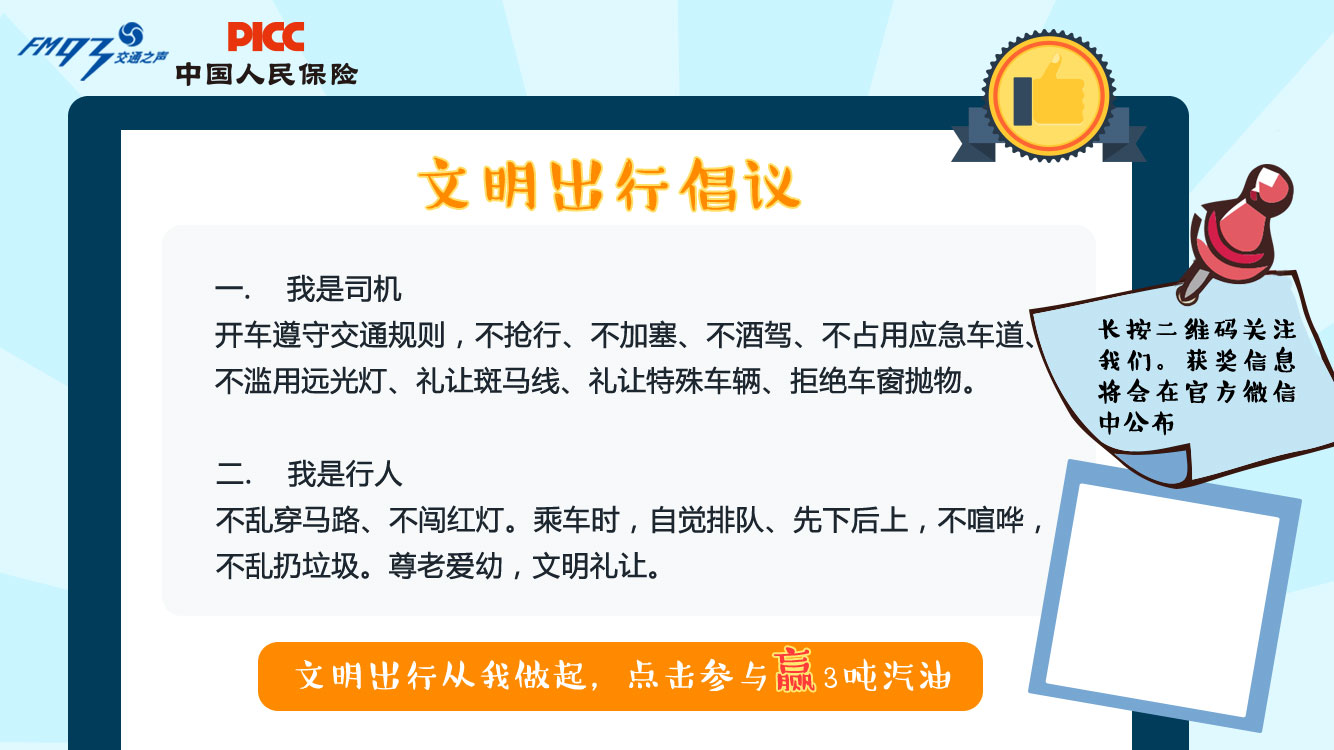 FM93交通之声
PICC
中国人民保险
文明出行倡议
一. 我是司机
开车遵守交通规则，不抢行、不加塞、不酒驾、不占用应急车道、
不滥用远光灯、礼让斑马线、礼让特殊车辆、拒绝车窗抛物。
二. 我是行人
不乱穿马路、不闯红灯。乘车时，自觉排队、先下后上，不喧哗，
不乱扔垃圾。尊老爱幼，文明礼让。
长按二维码关注
我们。获奖信息
将会在官方微信
中公布
文明出行从我做起，点击参与赢3吨汽油